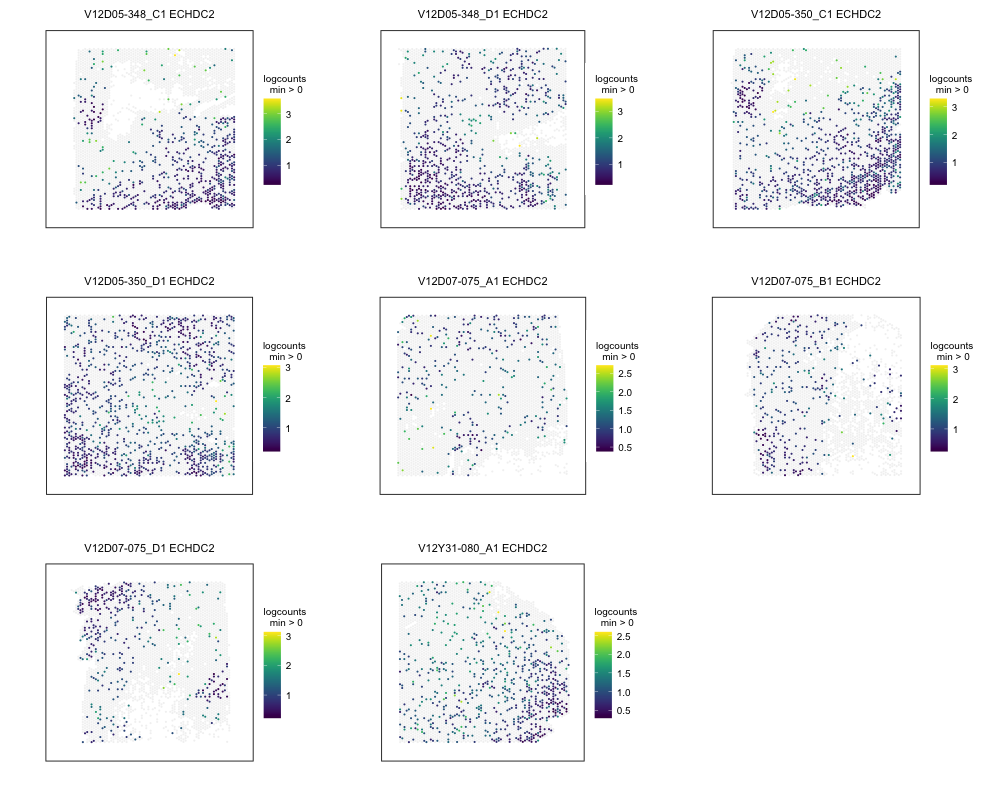 V12D05-348_C1 ECHDC2
logcounts
min > 0
3
2
1
V12D05-348_D1 ECHDC2
logcounts
min > 0
3
2
1
V12D05-350_C1 ECHDC2
logcounts
min > 0
3
2
1
V12D05-350_D1 ECHDC2
logcounts
min > 0
3
2
1
V12D07-075_A1 ECHDC2
logcounts
min > 0
2.5
2.0
1.5
1.0
0.5
V12D07-075_B1 ECHDC2
logcounts
min > 0
3
2
1
V12D07-075_D1 ECHDC2
logcounts
min > 0
3
2
1
V12Y31-080_A1 ECHDC2
logcounts
min > 0
2.5
2.0
1.5
1.0
0.5